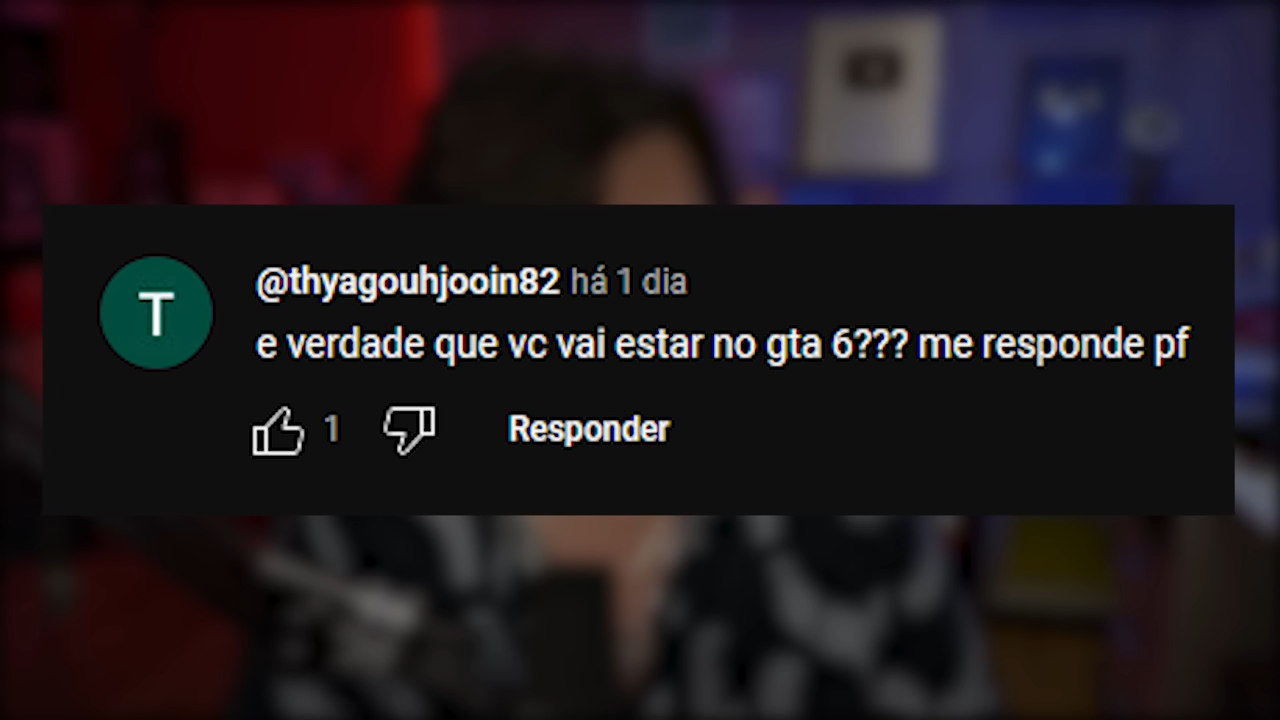 T
@thyagouhjooin82 há 1 dia
e verdade que vc vai estar no gta 6??? me responde pf
1
Responder